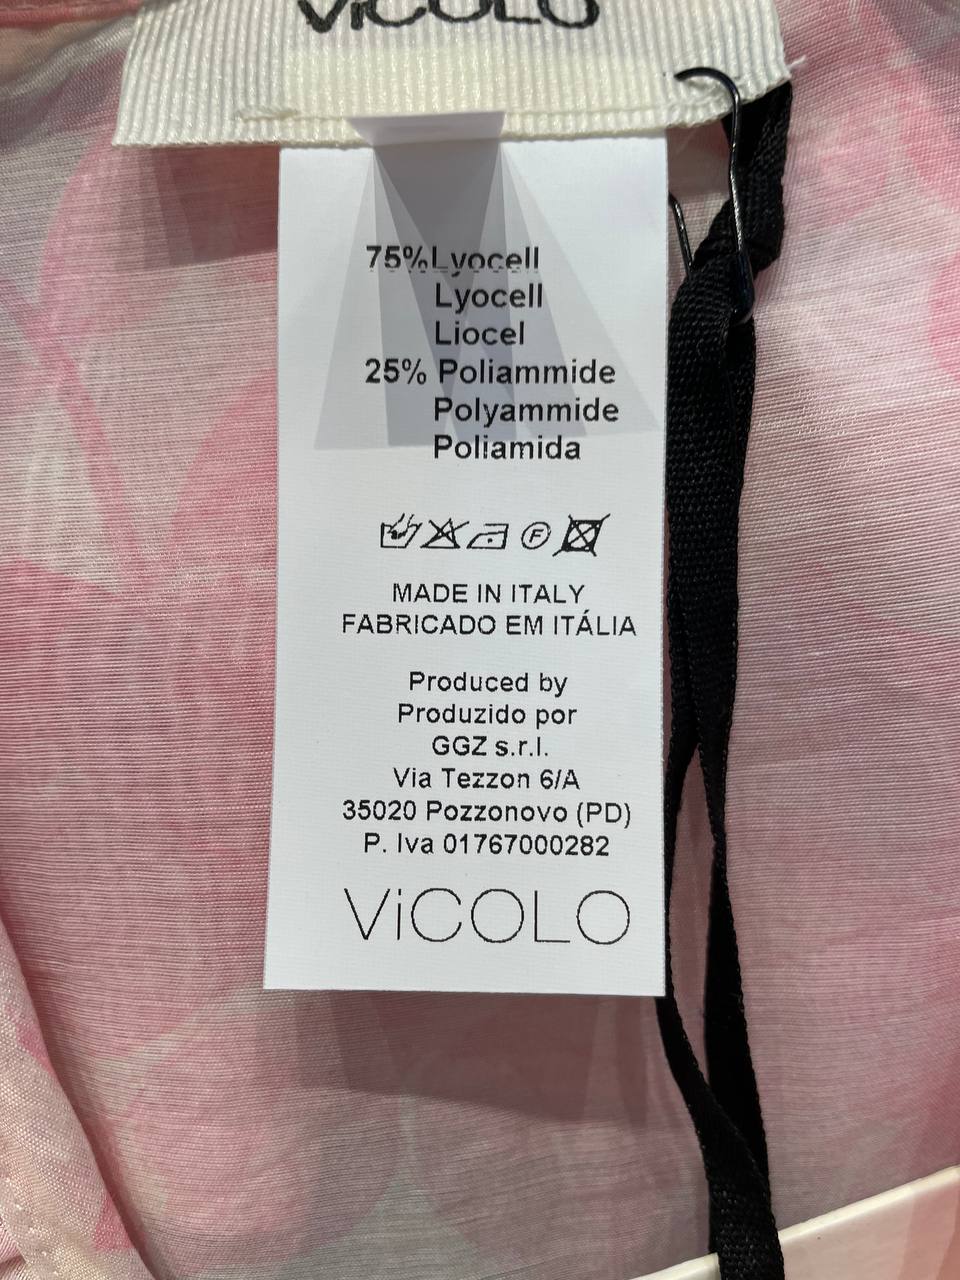 ViCOLO
75%Lyocell
Lyocell
Liocel
25% Poliammide
Polyammide
Poliamida
F
MADE IN ITALY
FABRICADO EM ITÁLIA
Produced by
Produzido por
GGZ s.r.l.
Via Tezzon 6/A
35020 Pozzonovo (PD)
P. Iva 01767000282
ViCOLO